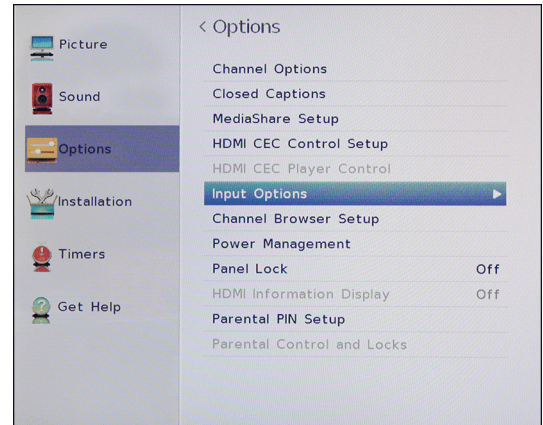 Picture
Sound
Options
Installation
Timers
Get Help
< Options
Channel Options
Closed Captions
MediaShare Setup
HDMI CEC Control Setup
HDMI CEC Player Control
Input Options
Channel Browser Setup
Power Management
Panel Lock Off
HDMI Information Display Off
Parental PIN Setup
Parental Control and Locks